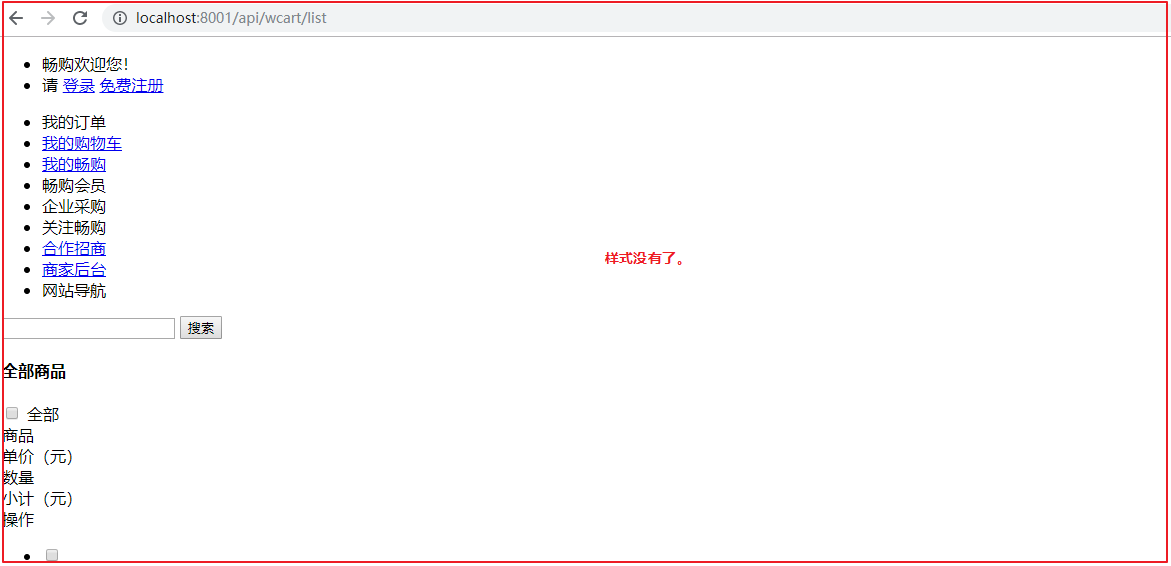 localhost:8001/api/wcart/list
畅购欢迎您!
请 登录 免费注册
我的订单
我的购物车
我的畅购
畅购会员
企业采购
关注畅购
合作招商
商家后台
网站导航
样式没有了。
搜索
全部商品
全部
商品
单价（元）
数量
小计（元）
操作